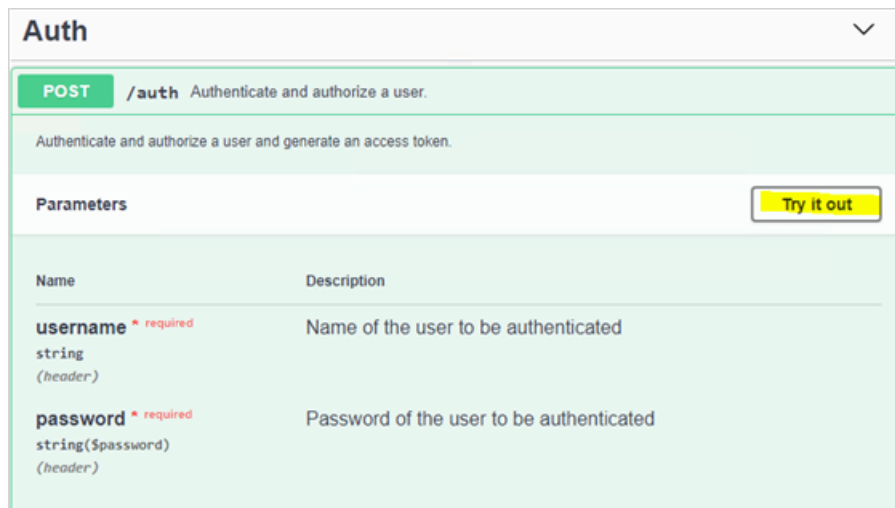 Auth
POST /auth Authenticate and authorize a user.
Authenticate and authorize a user and generate an access token.
Parameters Try it out
Name Description
username * required Name of the user to be authenticated
string
(header)
password * required Password of the user to be authenticated
string($password)
(header)